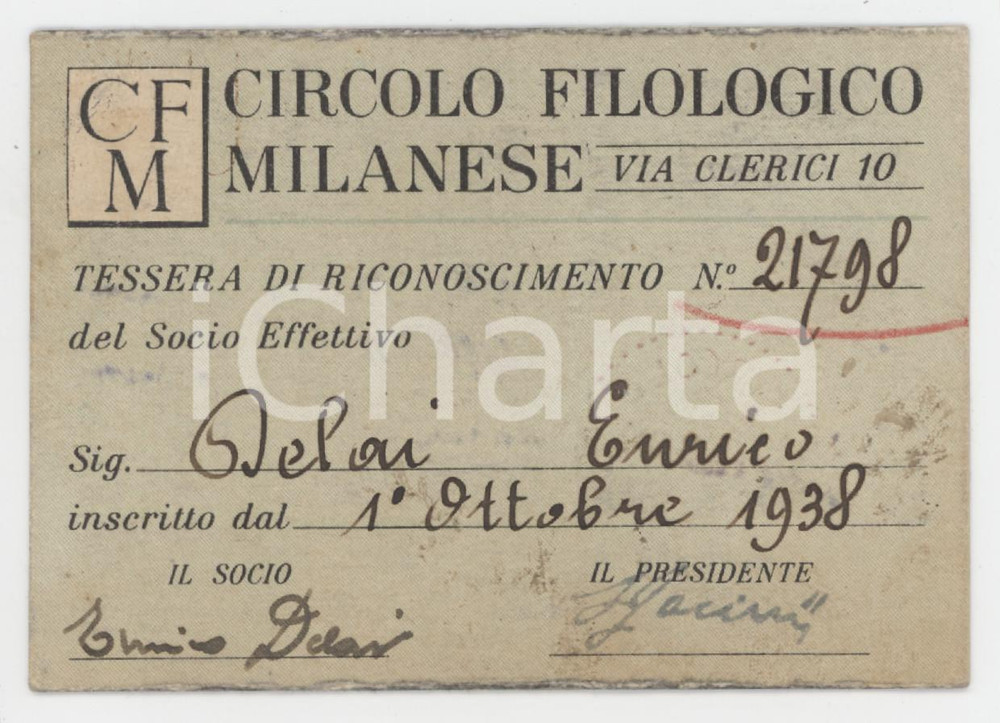 CF
M
CIRCOLO FILOLOGICO
MILANESE VIA CLERICI 10
TESSERA DI RICONOSCIMENTO N.º 21798
del Socio Effettivo
iCharta
Sig. Delai Enrico
inscritto dal 1° Ottobre 1938
IL SOCIO IL PRESIDENTE
Enrico Delai